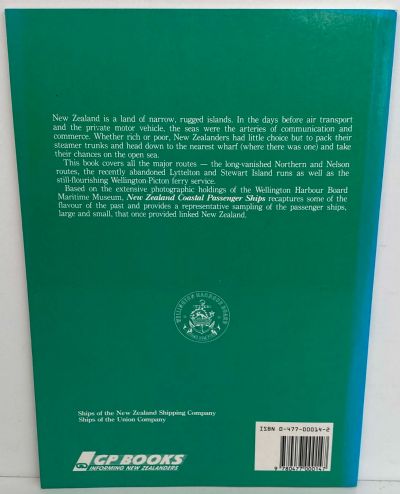 New Zealand is a land of narrow, rugged islands. In the days before air transport
and the private motor vehicle, the seas were the arteries of communication and
commerce. Whether rich or poor, New Zealanders had little choice but to pack their
steamer trunks and head down to the nearest wharf (where there was one) and take
their chances on the open sea.
This book covers all the major routes — the long-vanished Northern and Nelson
routes, the recently abandoned Lyttelton and Stewart Island runs as well as the
still-flourishing Wellington-Picton ferry service.
Based on the extensive photographic holdings of the Wellington Harbour Board
Maritime Museum, New Zealand Coastal Passenger Ships recaptures some of the
flavour of the past and provides a representative sampling of the passenger ships,
large and small, that once provided linked New Zealand.
WELLINGTON HARBOUR BOARD
Ships of the New Zealand Shipping Company
Ships of the Union Company
GP BOOKS
INFORMING NEW ZEALANDERS
ISBN 0-477-00014-2
9 780477 000147